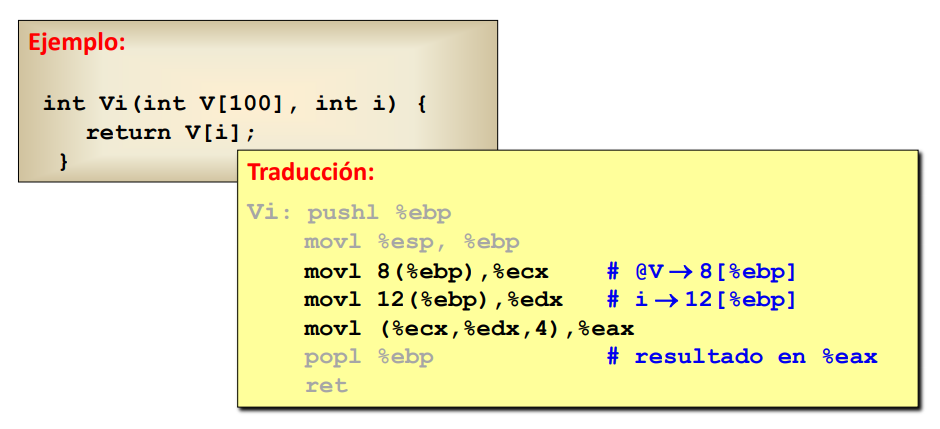 Ejemplo:
int Vi(int V[100], int i) {
return V[i];
}
Traducción:
Vi: pushl %ebp
movl %esp, %ebp
movl 8(%ebp),%ecx # @V→8[%ebp]
movl 12(%ebp),%edx # i→12[%ebp]
movl (%ecx,%edx,4),%eax
popl %ebp # resultado en %eax
ret